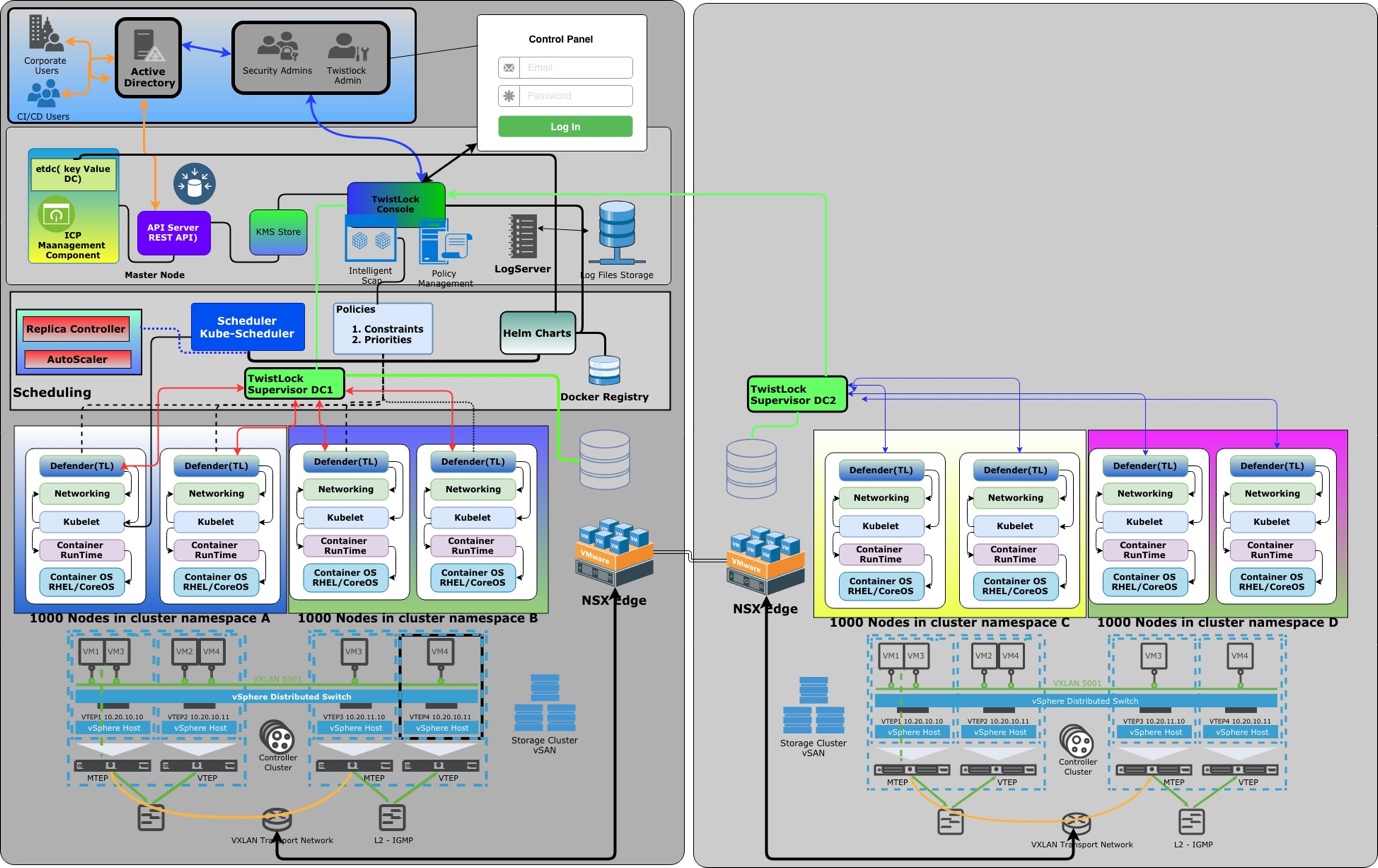 Corporate
Users
CI/CD Users
Active
Directory
Security Admins
Twistlock
Admin
Control Panel
Email
Password
Log In
etdc( key Value
DC)
ICP
Maanagement
Component
API Server
REST API)
Master Node
KMS Store
TwistLock
Console
Intelligent
Scan
Policy
Management
LogServer
Log Files Storage
Replica Controller
AutoScaler
Scheduling
Scheduler
Kube-Scheduler
Policies
1. Constraints
2. Priorities
Helm Charts
Docker Registry
TwistLock
Supervisor DC1
TwistLock
Supervisor DC2
Defender(TL)
Networking
Kubelet
Container
RunTime
Container OS
RHEL/CoreOS
Defender(TL)
Networking
Kubelet
Container
RunTime
Container OS
RHEL/CoreOS
Defender(TL)
Networking
Kubelet
Container
RunTime
Container OS
RHEL/CoreOS
Defender(TL)
Networking
Kubelet
Container
RunTime
Container OS
RHEL/CoreOS
1000 Nodes in cluster namespace A
1000 Nodes in cluster namespace B
VM
VM
VM
VM
VMware
NSX Edge
VM
VM
VM
VM
VMware
NSX Edge
Defender(TL)
Networking
Kubelet
Container
RunTime
Container OS
RHEL/CoreOS
Defender(TL)
Networking
Kubelet
Container
RunTime
Container OS
RHEL/CoreOS
Defender(TL)
Networking
Kubelet
Container
RunTime
Container OS
RHEL/CoreOS
Defender(TL)
Networking
Kubelet
Container
RunTime
Container OS
RHEL/CoreOS
1000 Nodes in cluster namespace C
1000 Nodes in cluster namespace D
VM1
VM3
VM2
VM4
VM3
VM4
VXLAN 5001
vSphere Distributed Switch
VTEP1 10.20.10.10
VTEP2 10.20.10.11
VTEP3 10.20.11.10
VTEP4 10.20.10.11
vSphere Host
vSphere Host
vSphere Host
vSphere Host
Controller
Cluster
MTEP
VTEP
MTEP
VTEP
VXLAN Transport Network
L2 - IGMP
Storage Cluster
vSAN
Storage Cluster
vSAN
VM1
VM3
VM2
VM4
VM3
VM4
VXLAN 5001
vSphere Distributed Switch
VTEP1 10.20.10.10
VTEP2 10.20.10.11
VTEP3 10.20.11.10
VTEP4 10.20.10.11
vSphere Host
vSphere Host
vSphere Host
vSphere Host
Controller
Cluster
MTEP
VTEP
MTEP
VTEP
VXLAN Transport Network
L2 - IGMP